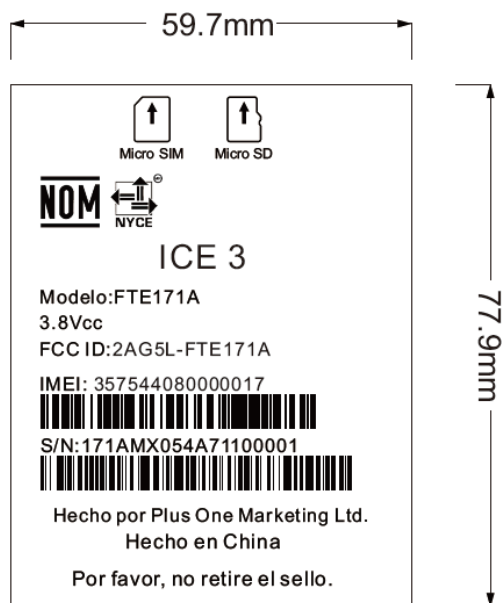 59.7mm
Micro SIM Micro SD
NOM NYCE
ICE 3
Modelo:FTE171A
3.8Vcc
FCC ID:2AG5L-FTE171A
IMEI: 357544080000017
S/N:171AMX054A71100001
Hecho por Plus One Marketing Ltd.
Hecho en China
Por favor, no retire el sello.
77.9mm